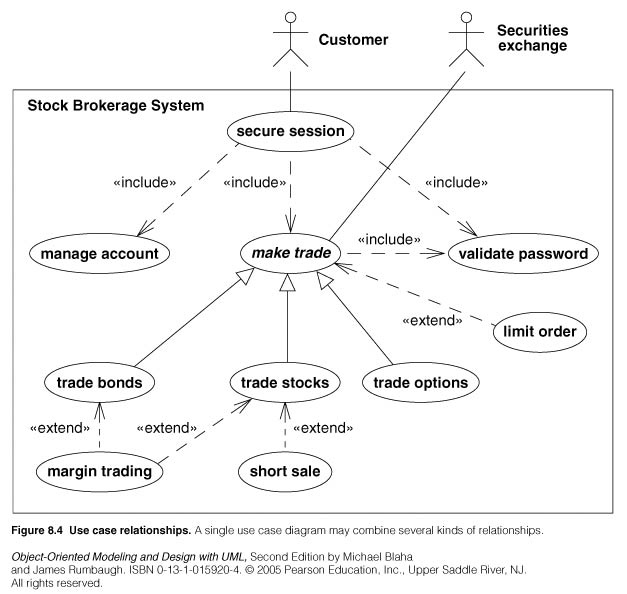 Customer
Securities
exchange
Stock Brokerage System
secure session
«include»
«include»
«include»
manage account
make trade
«include»
validate password
«extend»
limit order
trade bonds
trade stocks
trade options
«extend»
«extend»
«extend»
margin trading
short sale
Figure 8.4 Use case relationships. A single use case diagram may combine several kinds of relationships.
Object-Oriented Modeling and Design with UML, Second Edition by Michael Blaha
and James Rumbaugh. ISBN 0-13-1-015920-4. © 2005 Pearson Education, Inc., Upper Saddle River, NJ.
All rights reserved.